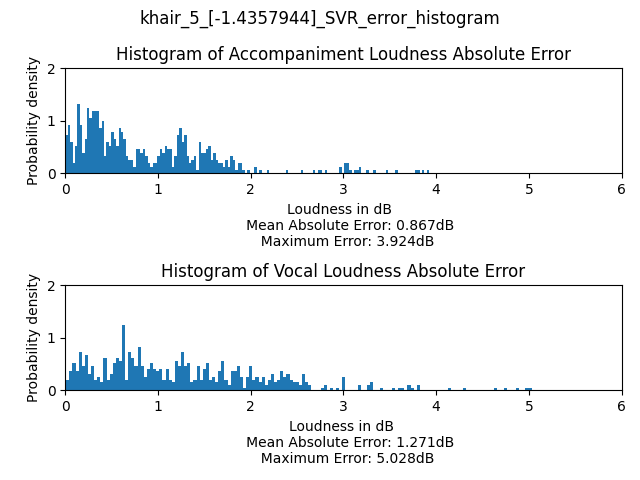 khair_5_[-1.4357944]_SVR_error_histogram
Histogram of Accompaniment Loudness Absolute Error
Probability density
2
1
0
0 1 2 3 4 5 6
Loudness in dB
Mean Absolute Error: 0.867dB
Maximum Error: 3.924dB
Histogram of Vocal Loudness Absolute Error
Probability density
2
1
0
0 1 2 3 4 5 6
Loudness in dB
Mean Absolute Error: 1.271dB
Maximum Error: 5.028dB